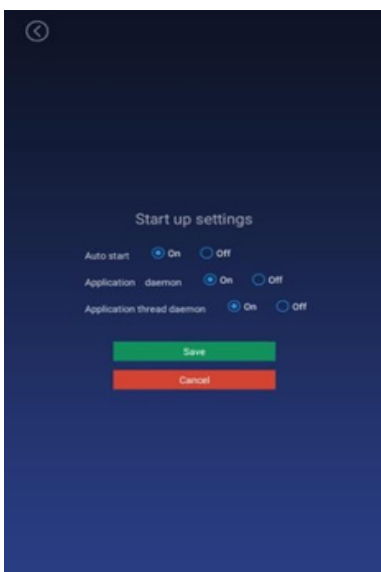 Start up settings
Auto start On Off
Application daemon On Off
Application thread daemon On Off
Save
Cancel